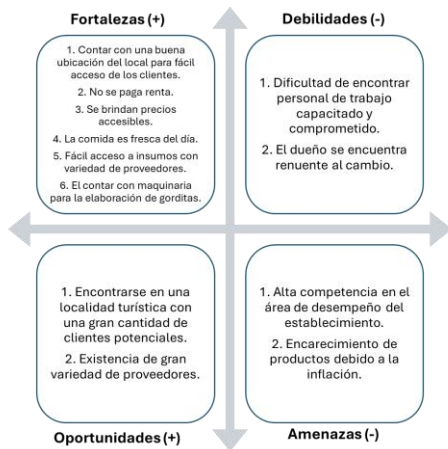 Fortalezas (+)
1. Contar con una buena
ubicación del local para fácil
acceso de los clientes.
2. No se paga renta.
3. Se brindan precios
accesibles.
4. La comida es fresca del día.
5. Fácil acceso a insumos con
variedad de proveedores.
6. El contar con maquinaria
para la elaboración de gorditas.
Debilidades (-)
1. Dificultad de encontrar
personal de trabajo
capacitado y
comprometido.
2. El dueño se encuentra
renuente al cambio.
1. Encontrarse en una
localidad turística con
una gran cantidad de
clientes potenciales.
2. Existencia de gran
variedad de proveedores.
Oportunidades (+)
1. Alta competencia en el
área de desempeño del
establecimiento.
2. Encarecimiento de
productos debido a la
inflación.
Amenazas (-)